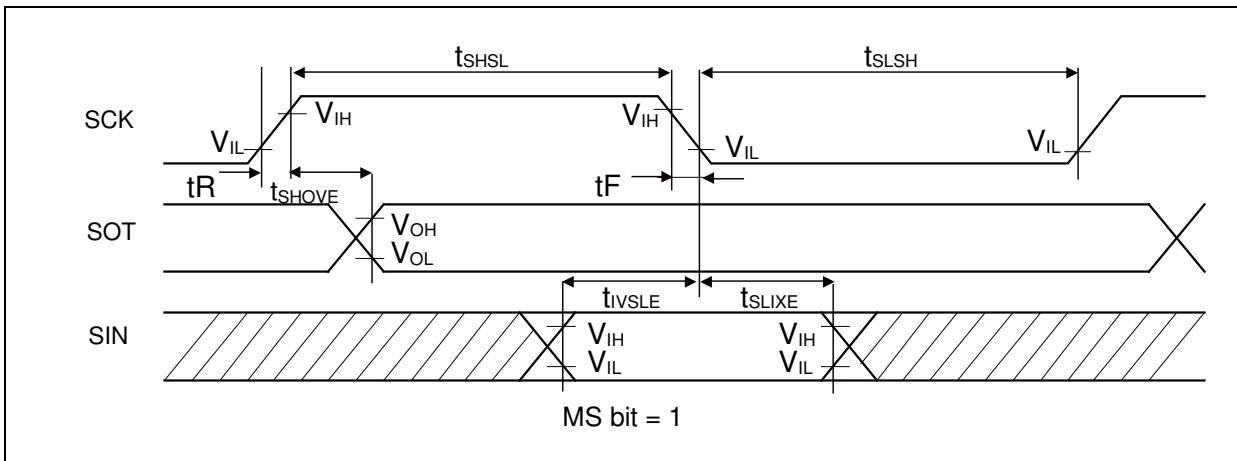 tSHSL
tSLSH
SCK
VIH
VIH
VIL
VIL
VIL
tR
tSHOVE
tF
SOT
VOH
VOL
tIVSLE
tSLIXE
SIN
VIH
VIH
VIL
VIL
MS bit = 1